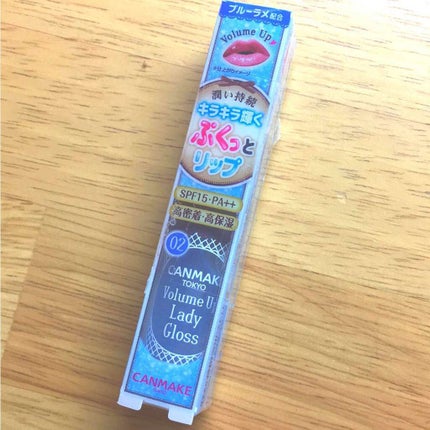 ブルーラメ配合
Volume Up
潤い持続
キラキラ輝く
ぷくっと
リップ
SPF15・PA++
高密着・高保湿
02
CANMAK
TOKYO
Volume U
Lady
Gloss
CANMAKE